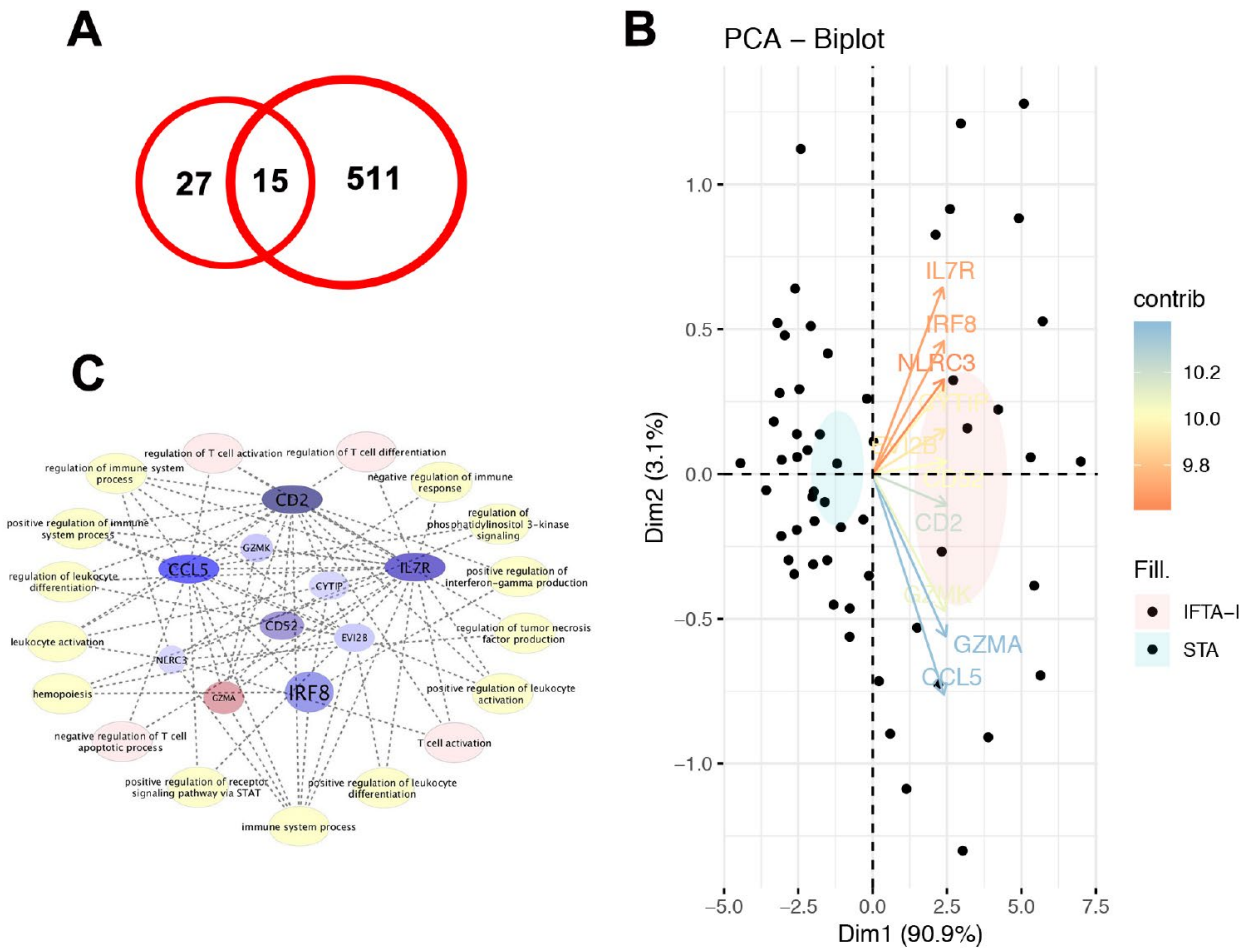 A
27
15
511
B
PCA – Biplot
1.0
0.5
0.0
−0.5
−1.0
Dim2 (3.1%)
IL7R
IRF8
NLRC3
CYTIP
CD2
GZMK
GZMA
CCL5
−5.0
−2.5
0.0
2.5
5.0
7.5
Dim1 (90.9%)
contrib
10.2
10.0
9.8
Fill.
IFTA−I
STA
C
regulation of T cell activation
regulation of T cell differentiation
regulation of immune system
process
negative regulation of immune
response
positive regulation of immune
system process
regulation of
phosphatidylinositol 3-kinase
signaling
regulation of leukocyte
differentiation
positive regulation of
interferon-gamma production
leukocyte activation
regulation of tumor necrosis
factor production
hemopoiesis
positive regulation of leukocyte
activation
negative regulation of T cell
apoptotic process
T cell activation
positive regulation of receptor
signaling pathway via STAT
positive regulation of leukocyte
differentiation
immune system process
CD2
GZMK
CCL5
IL7R
CYTIP
CD52
EVI2B
NLRC3
GZMA
IRF8